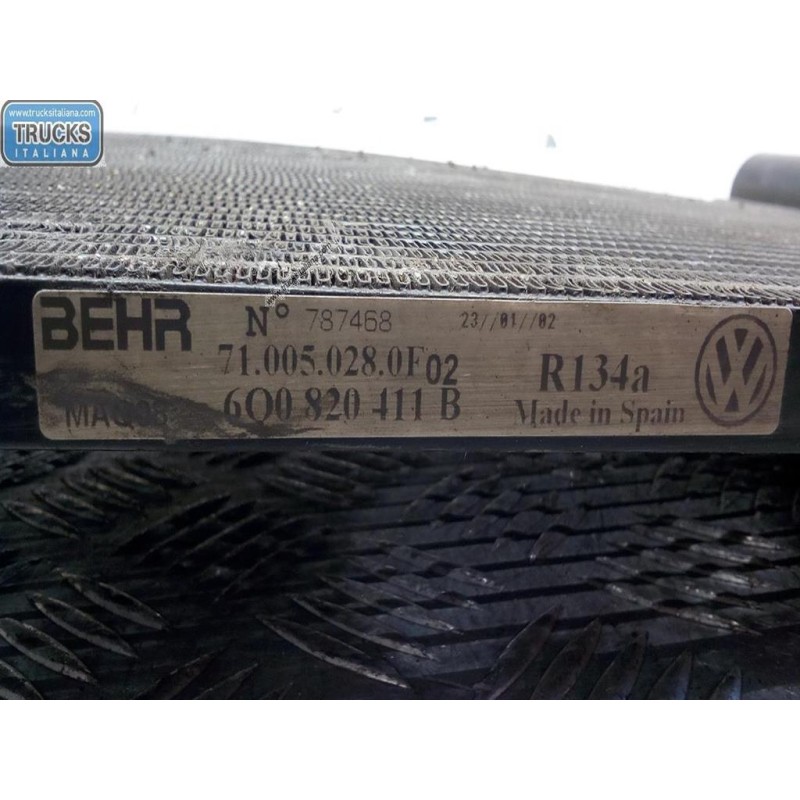 www.trucksitaliana.com
TRUCKS
ITALIANA
BEHR N° 787468 23//01//02
71.005.028.0F02
6Q0 820 411 B
R134a
Made in Spain
VW